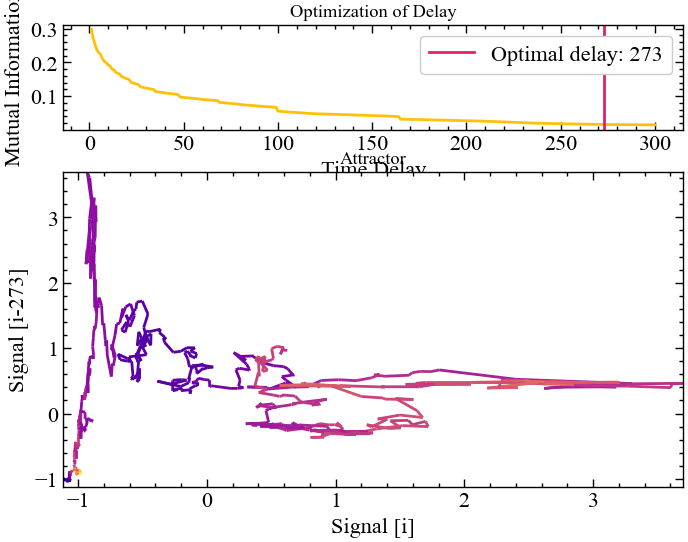 Optimization of Delay
Mutual Information
0.3
0.2
0.1
Optimal delay: 273
0 50 100 150 200 250 300
Time Delay
Attractor
Signal [i-273]
3
2
1
0
−1
−1 0 1 2 3
Signal [i]